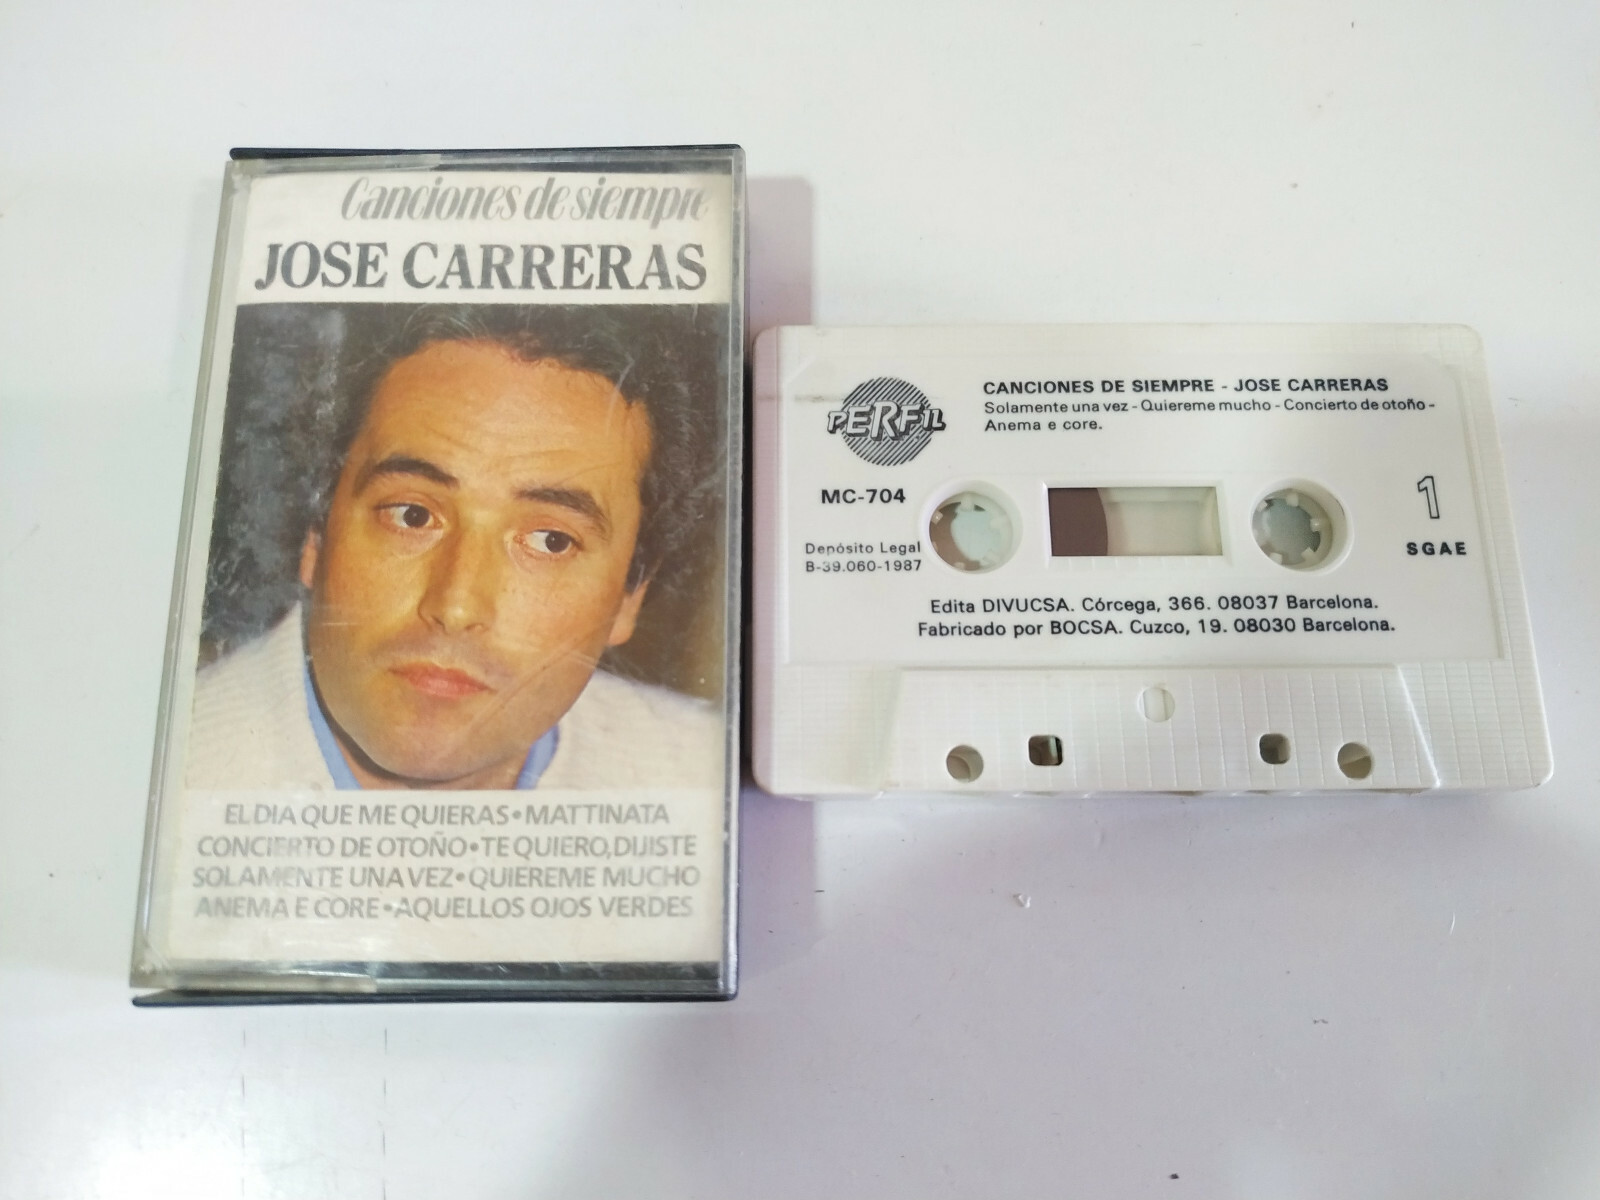 Canciones de siempre
JOSE CARRERAS
EL DIA QUE ME QUIERAS • MATTINATA
CONCIERTO DE OTOÑO • TE QUIERO, DIJISTE
SOLAMENTE UNA VEZ • QUIEREME MUCHO
ANEMA E CORE • AQUELLOS OJOS VERDES
PERFIL
CANCIONES DE SIEMPRE - JOSE CARRERAS
Solamente una vez - Quiereme mucho - Concierto de otoño -
Anema e core.
MC-704
1
Depósito Legal
B-39.060-1987
SGAE
Edita DIVUCSA. Córcega, 366. 08037 Barcelona.
Fabricado por BOCSA. Cuzco, 19. 08030 Barcelona.